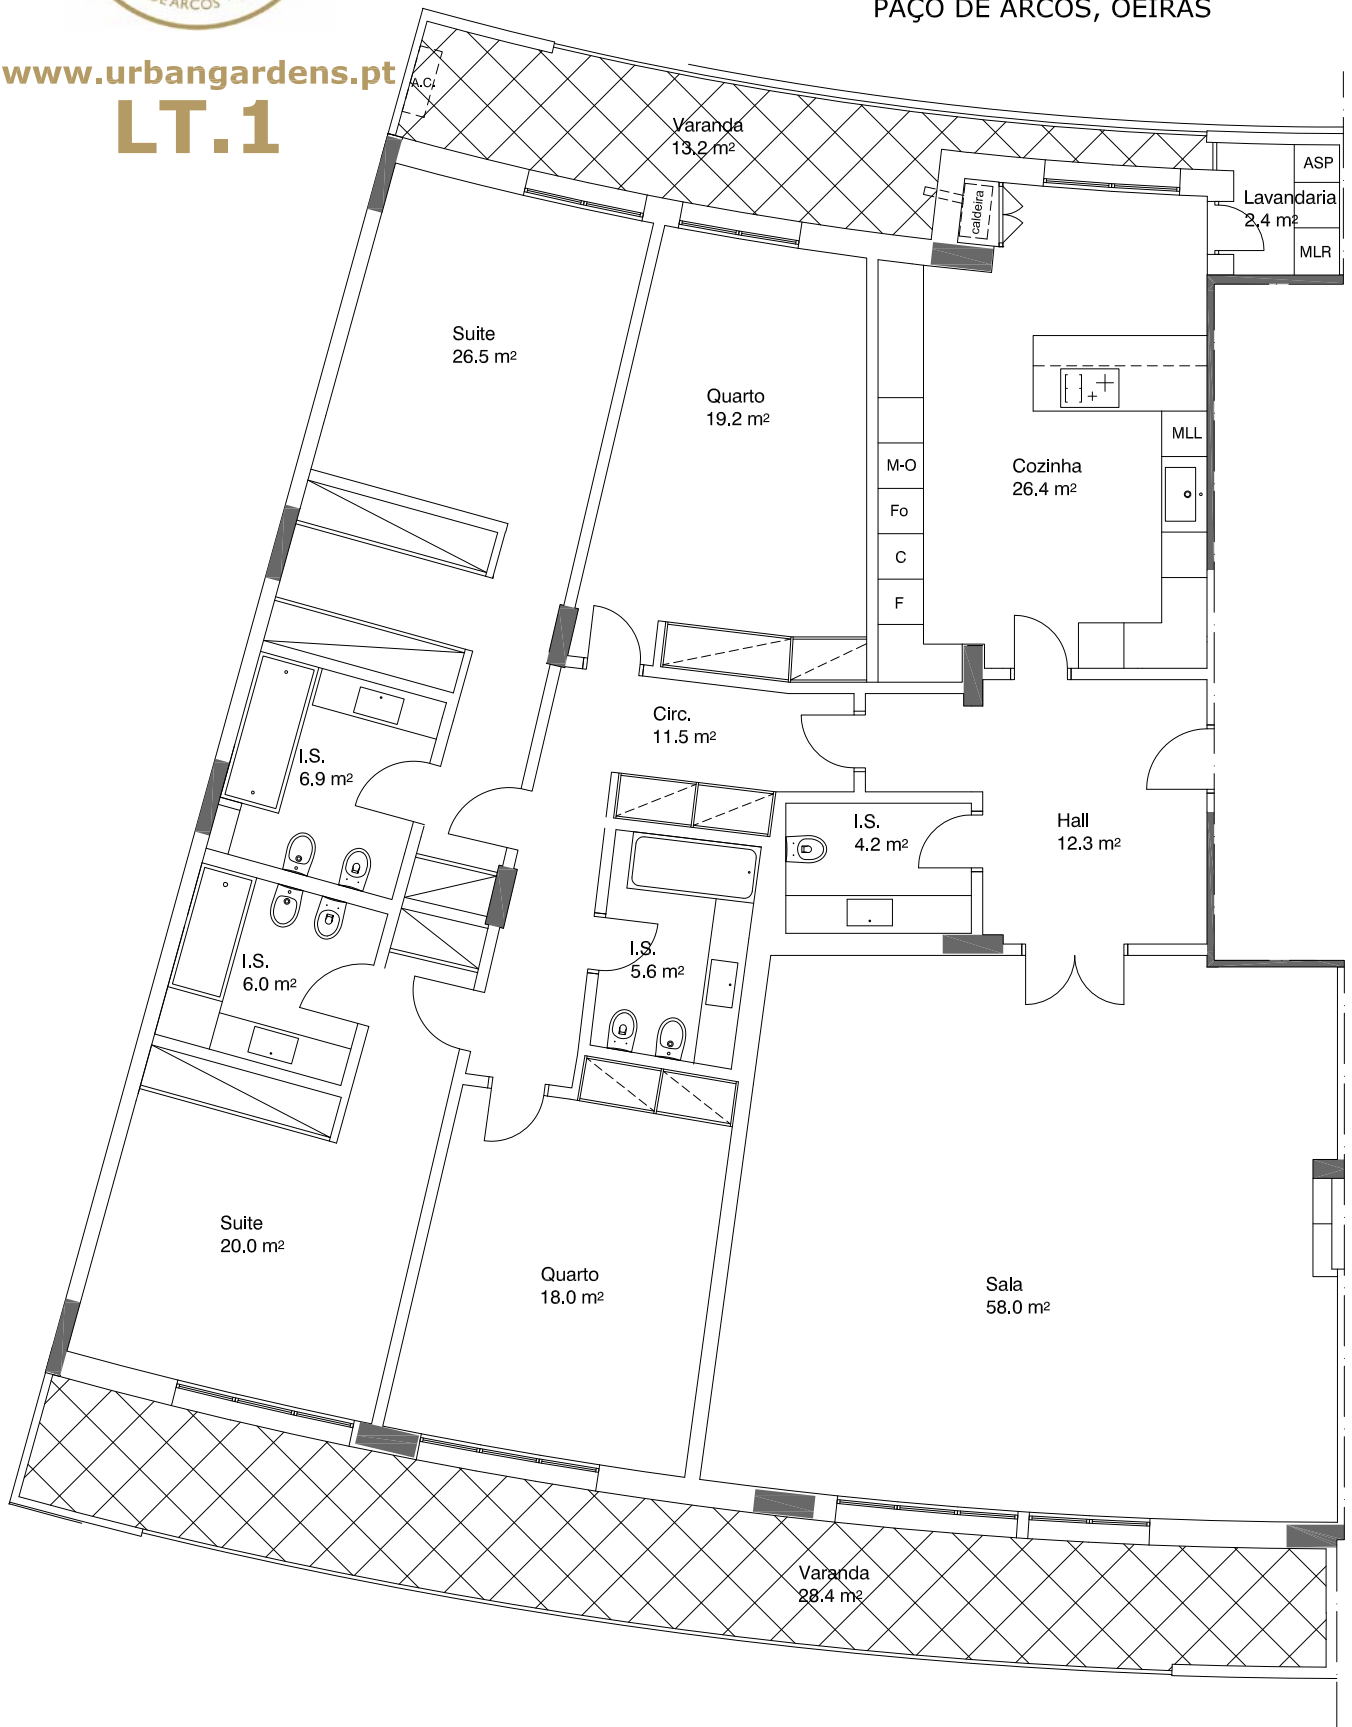 DE ARCOS
PAÇO DE ARCOS, OEIRAS
www.urbangardens.pt
LT.1
A.C.
Varanda
13.2 m²
ASP
Lavandaria
2.4 m²
MLR
caldeira
Suite
26.5 m²
Quarto
19.2 m²
MLL
M-O
Fo
C
F
Cozinha
26.4 m²
Circ.
11.5 m²
I.S.
6.9 m²
I.S.
4.2 m²
Hall
12.3 m²
I.S.
5.6 m²
I.S.
6.0 m²
Suite
20.0 m²
Quarto
18.0 m²
Sala
58.0 m²
Varanda
28.4 m²